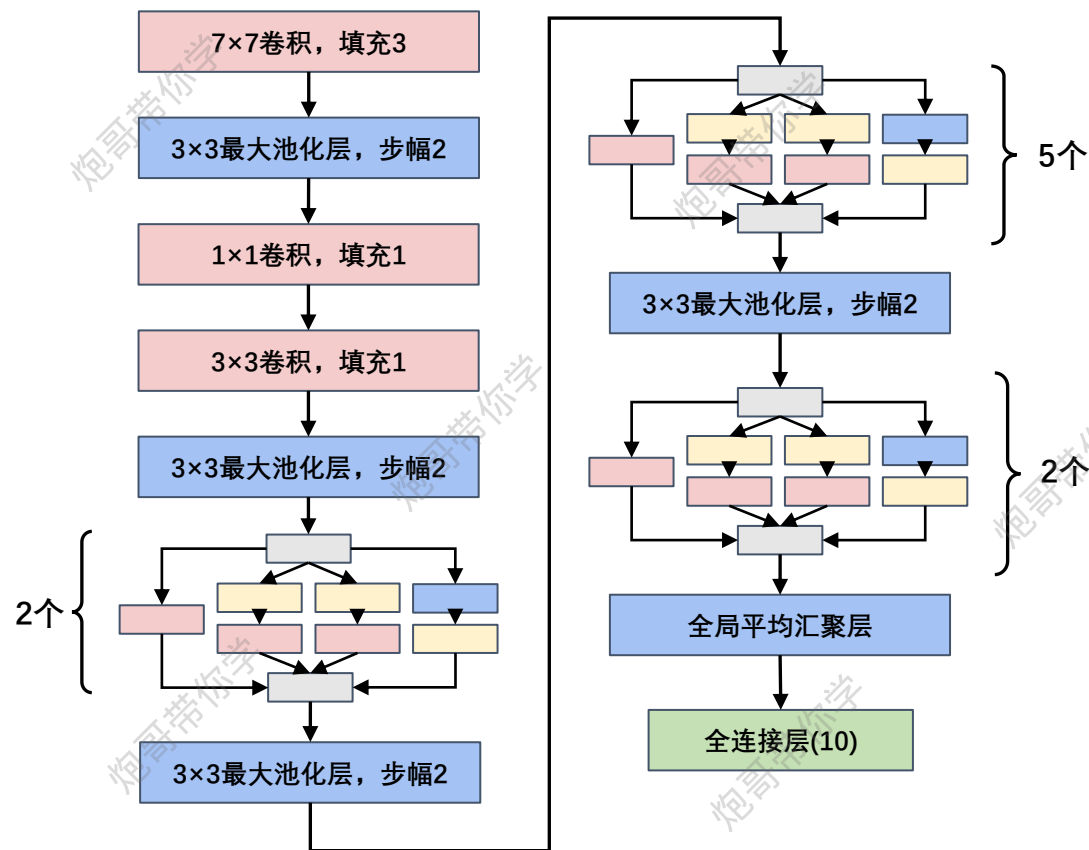 7×7卷积，填充3
3×3最大池化层，步幅2
1×1卷积，填充1
3×3卷积，填充1
3×3最大池化层，步幅2
2个
3×3最大池化层，步幅2
5个
3×3最大池化层，步幅2
2个
全局平均汇聚层
全连接层(10)
炮哥带你学
炮哥带你学
炮哥带你学
炮哥带你学
炮哥带你学
炮哥带你学